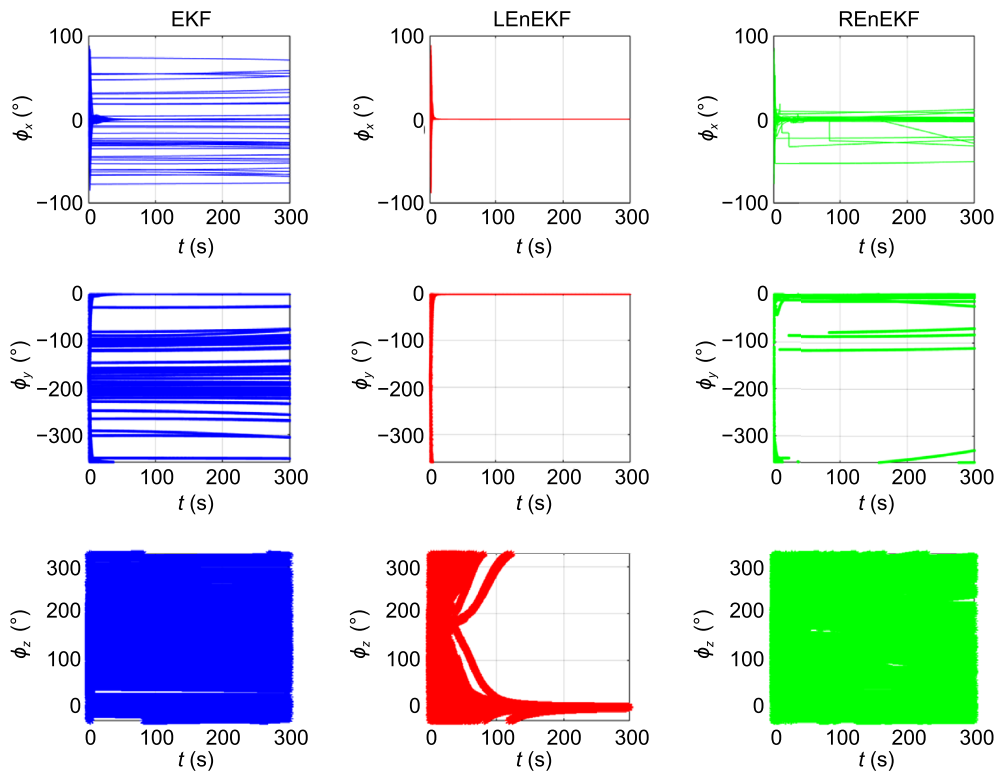 EKF LEnEKF REnEKF
100 100 100
ϕx (°) 0 ϕx (°) 0 ϕx (°) 0
−100 −100 −100
0 100 200 300 0 100 200 300 0 100 200 300
t (s) t (s) t (s)
0 0 0
−100 −100 −100
ϕy (°) ϕy (°) ϕy (°)
−200 −200 −200
−300 −300 −300
0 100 200 300 0 100 200 300 0 100 200 300
t (s) t (s) t (s)
300 300 300
200 200 200
ϕz (°) ϕz (°) ϕz (°)
100 100 100
0 0 0
0 100 200 300 0 100 200 300 0 100 200 300
t (s) t (s) t (s)